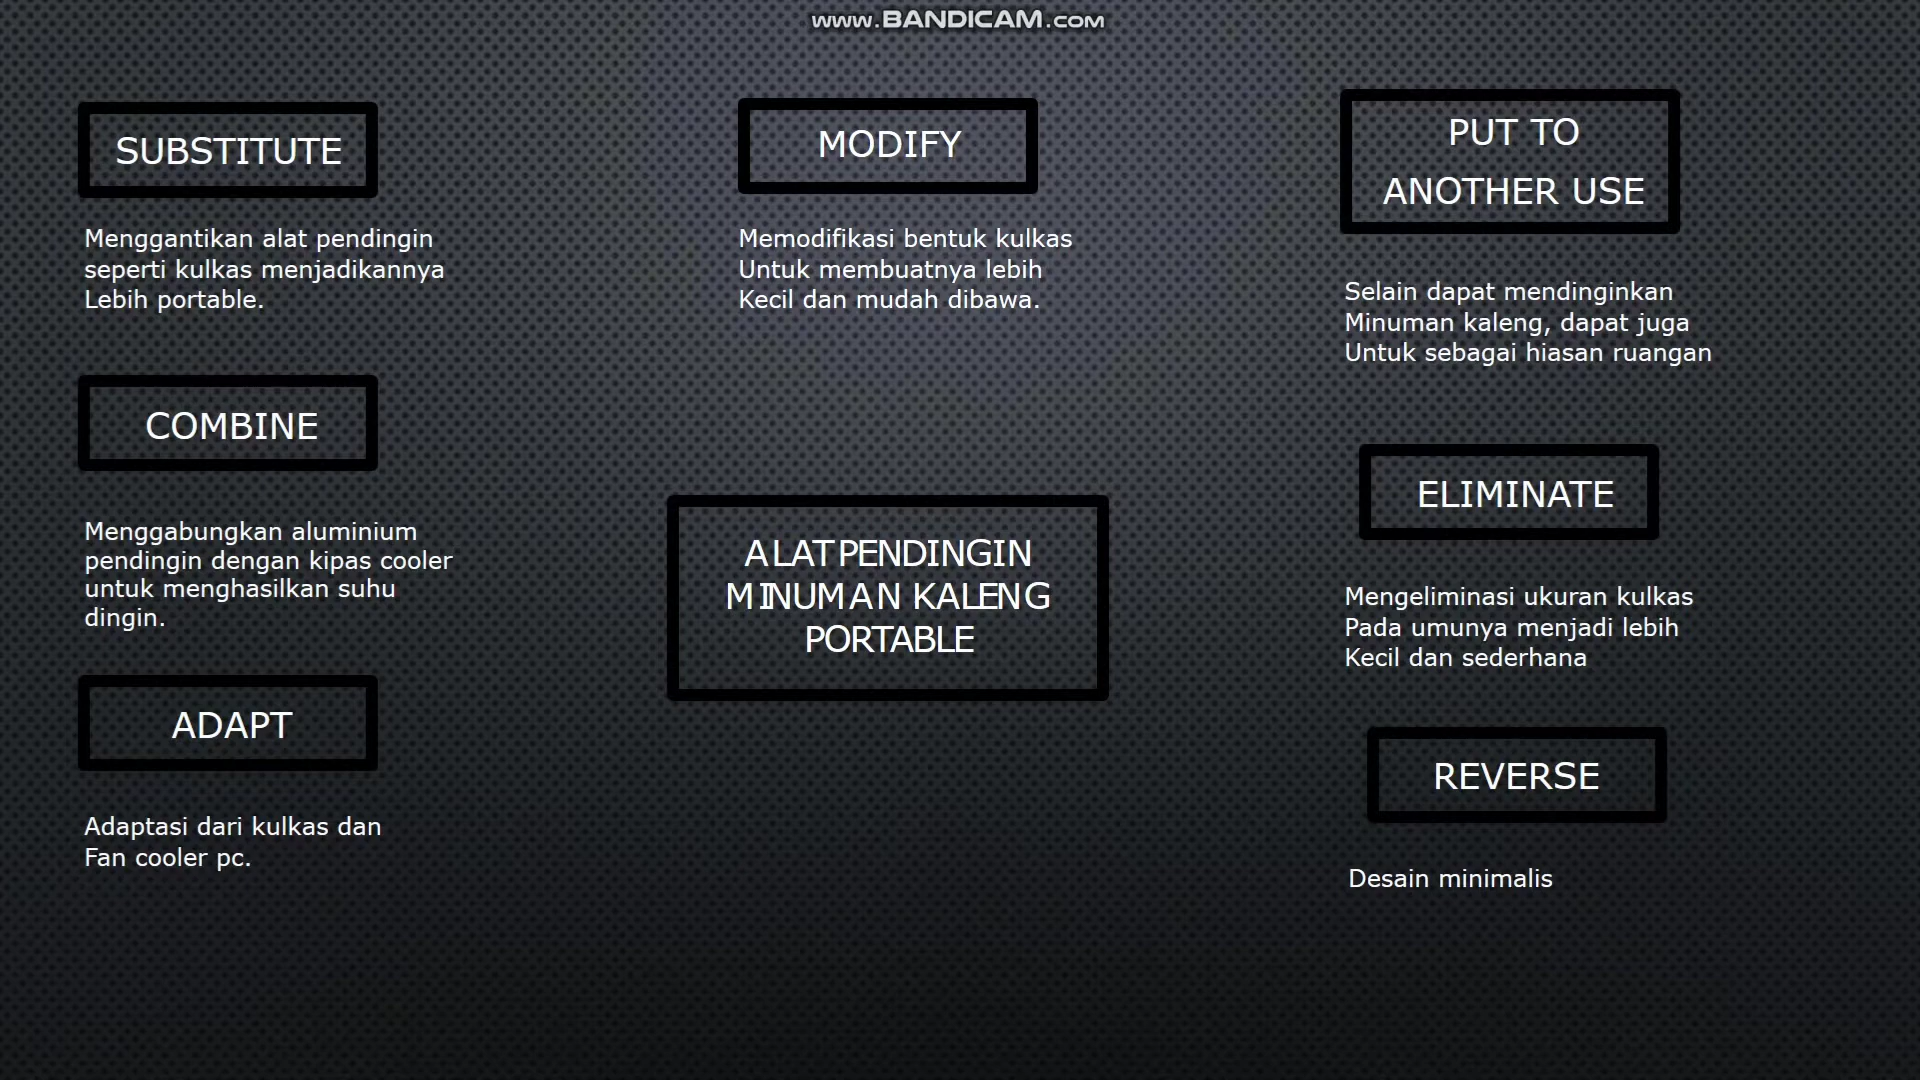 www.BANDICAM.com
SUBSTITUTE
Menggantikan alat pendingin
seperti kulkas menjadikannya
Lebih portable.
COMBINE
Menggabungkan aluminium
pendingin dengan kipas cooler
untuk menghasilkan suhu
dingin.
ADAPT
Adaptasi dari kulkas dan
Fan cooler pc.
MODIFY
Memodifikasi bentuk kulkas
Untuk membuatnya lebih
Kecil dan mudah dibawa.
ALAT PENDINGIN
MINUMAN KALENG
PORTABLE
PUT TO
ANOTHER USE
Selain dapat mendinginkan
Minuman kaleng, dapat juga
Untuk sebagai hiasan ruangan
ELIMINATE
Mengeliminasi ukuran kulkas
Pada umunya menjadi lebih
Kecil dan sederhana
REVERSE
Desain minimalis